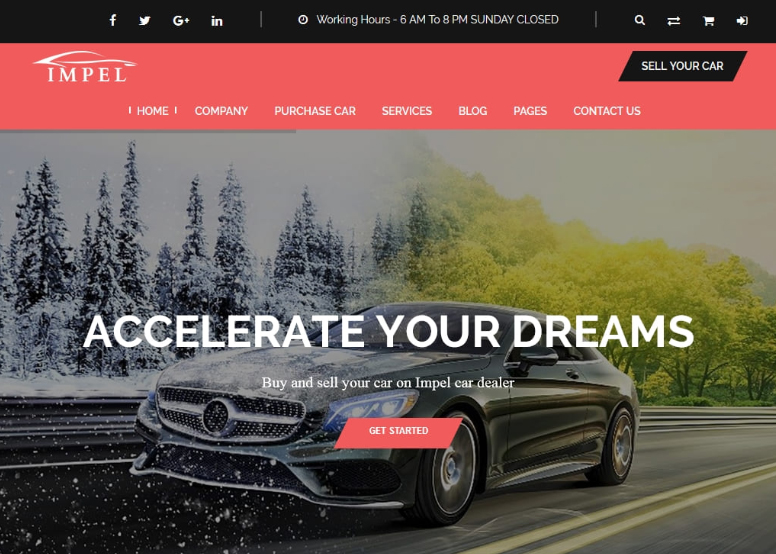 Working Hours - 6 AM To 8 PM SUNDAY CLOSED
IMPEL
SELL YOUR CAR
HOME
COMPANY
PURCHASE CAR
SERVICES
BLOG
PAGES
CONTACT US
ACCELERATE YOUR DREAMS
Buy and sell your car on Impel car dealer
GET STARTED